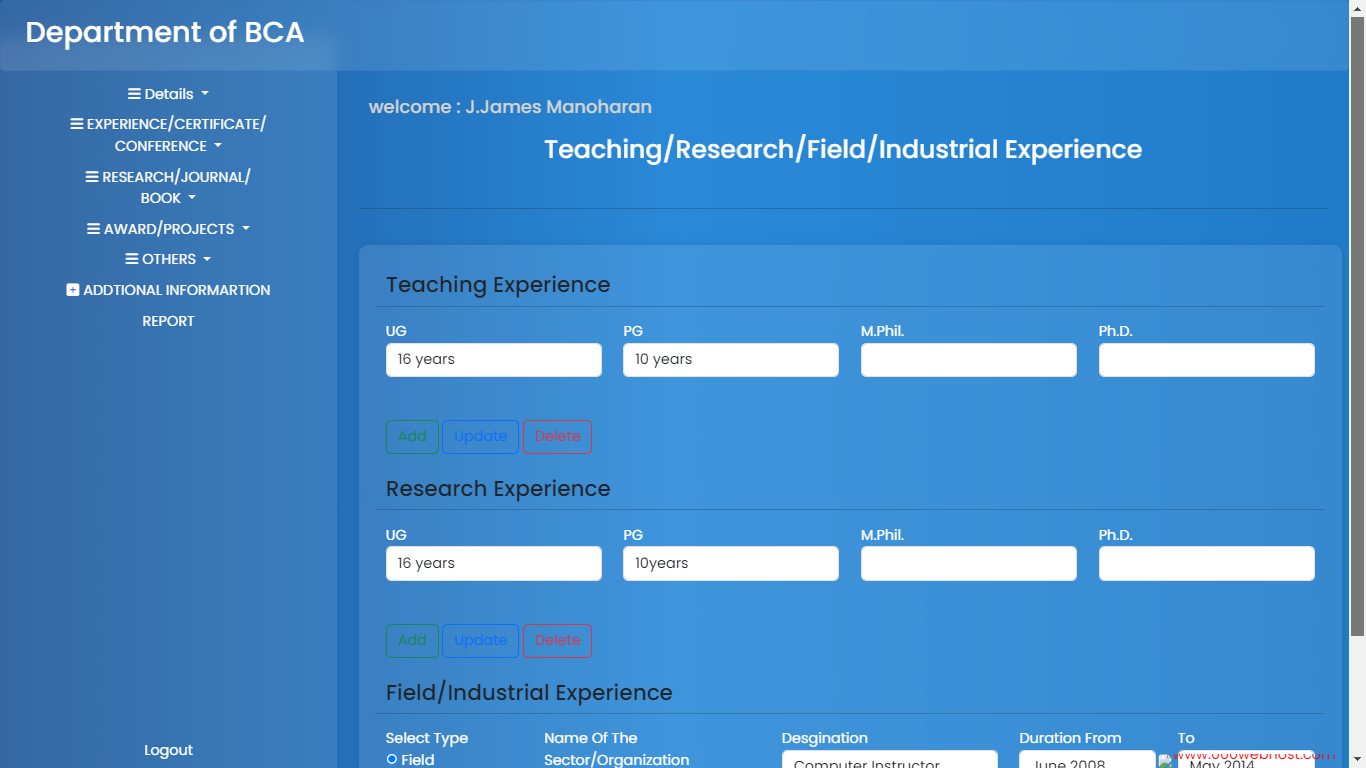 Department of BCA
Details
EXPERIENCE/CERTIFICATE/
CONFERENCE
RESEARCH/JOURNAL/
BOOK
AWARD/PROJECTS
OTHERS
ADDTIONAL INFORMARTION
REPORT
Logout
welcome : J.James Manoharan
Teaching/Research/Field/Industrial Experience
Teaching Experience
UG PG M.Phil. Ph.D.
16 years 10 years
Add Update Delete
Research Experience
UG PG M.Phil. Ph.D.
16 years 10years
Add Update Delete
Field/Industrial Experience
Select Type Name Of The Desgination Duration From To
Field Sector/Organization
Computer Instructor June 2008 May 2014
www.000webhost.com